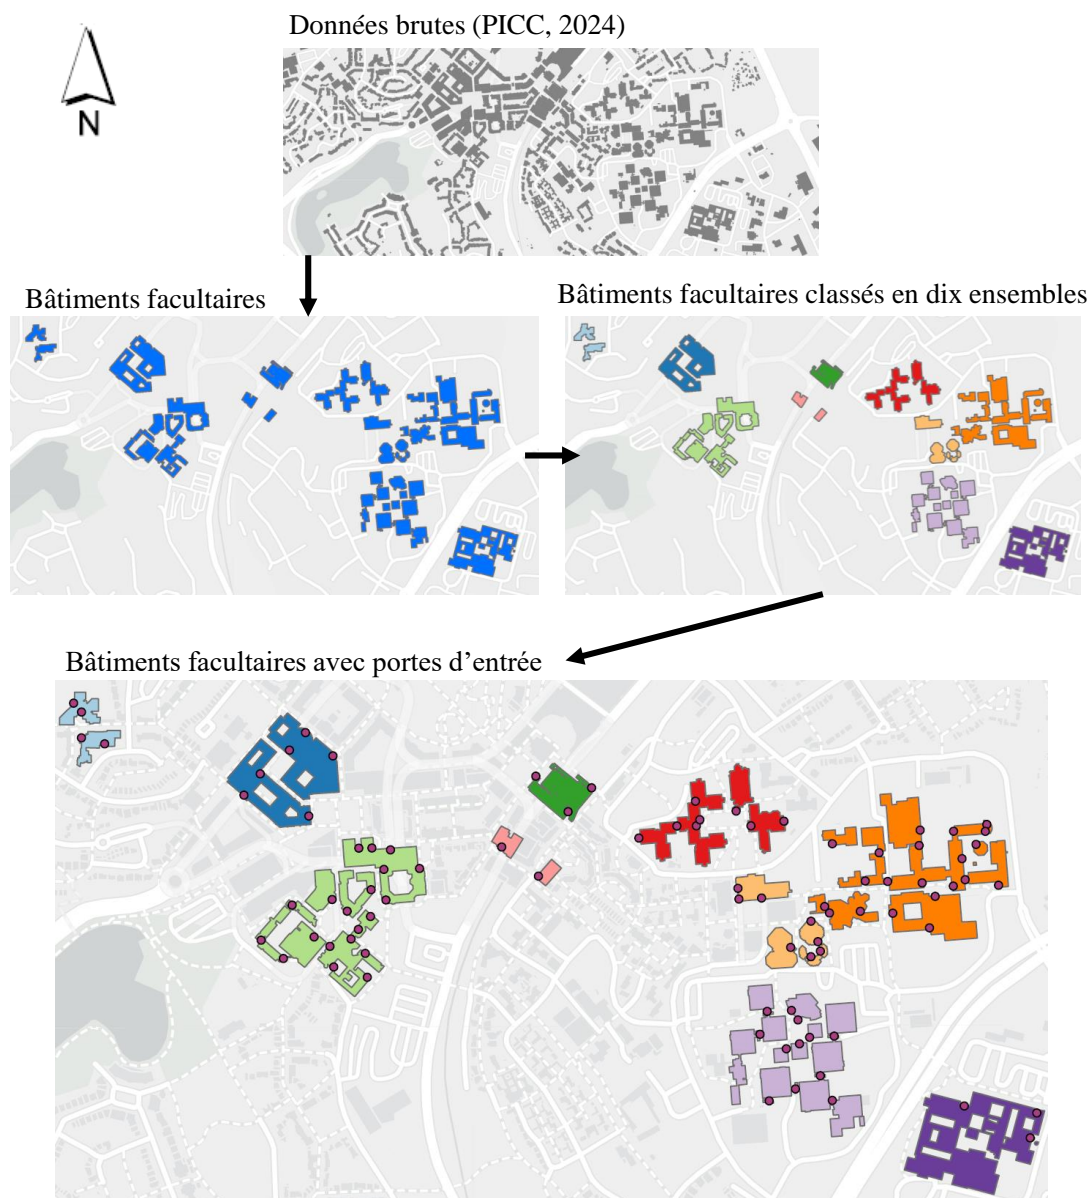 Données brutes (PICC, 2024)
N
Bâtiments facultaires
Bâtiments facultaires classés en dix ensembles
Bâtiments facultaires avec portes d'entrée